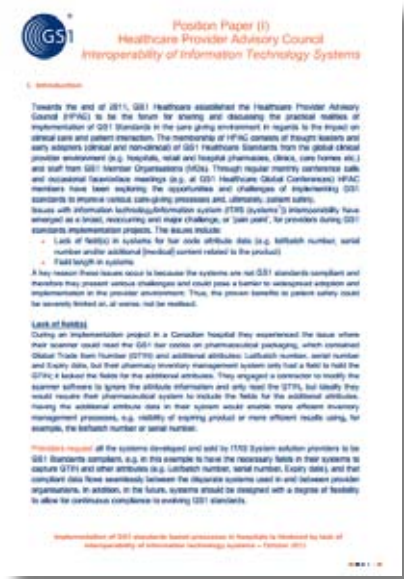 GS1
Position Paper (I)
Healthcare Provider Advisory Council
Interoperability of Information Technology Systems
1. Introduction
Towards the end of 2011, GS1 Healthcare established the Healthcare Provider Advisory
Council (HPAC) to be the forum for sharing and discussing the practical realities of
implementation of GS1 Standards in the care giving environment in regards to the impact on
clinical care and patient interaction. The membership of HPAC consists of thought leaders and
early adopters (clinical and non-clinical) of GS1 Healthcare Standards from the global clinical
provider environment (e.g. hospitals, retail and hospital pharmacies, clinics, care homes etc.)
and staff from GS1 Member Organisations (MOs). Through regular monthly conference calls
and occasional face-to-face meetings (e.g. at GS1 Healthcare Global Conferences) HPAC
members have been exploring the opportunities and challenges of implementing GS1
standards to improve various care-giving processes and, ultimately, patient safety.
Issues with information technology/information system (IT/IS systems) interoperability have
emerged as a broad, reoccurring and major challenge, or 'pain point', for providers during GS1
standards implementation projects. The issues include:
• Lack of field(s) in systems for bar code attribute data (e.g. lot/batch number, serial
number and/or additional [medical] content related to the product)
• Field length in systems
A key reason these issues occur is because the systems are not GS1 standards compliant and
therefore they present various challenges and could pose a barrier to widespread adoption and
implementation in the provider environment. Thus, the proven benefits to patient safety could
be severely limited or, at worse, not be realised.
Lack of field(s)
During an implementation project in a Canadian hospital they experienced the issue where
their scanner could read the GS1 bar codes on pharmaceutical packaging, which contained
Global Trade Item Number (GTIN) and additional attributes: Lot/batch number, serial number
and Expiry date, but their pharmacy inventory management system only had a field to hold the
GTIN; it lacked the fields for the additional attributes. They engaged a contractor to modify the
scanner software to ignore the attribute information and only read the GTIN, but ideally they
would require their pharmaceutical system to include the fields for the additional attributes.
Having the additional attribute data in their system would enable more efficient inventory
management processes, e.g. visibility of expiring product or more efficient recalls using, for
example, the lot/batch number or serial number.
Providers request all the systems developed and sold by IT/IS System solution providers to be
GS1 Standards compliant, e.g. in this example to have the necessary fields in their systems to
capture GTIN and other attributes (e.g. Lot/batch number, serial number, Expiry date), and that
compliant data flows seamlessly between the disparate systems used in and between provider
organisations. In addition, in the future, systems should be designed with a degree of flexibility
to allow for continuous compliance to evolving GS1 standards.
Implementation of GS1 standards based processes in hospitals is hindered by lack of
interoperability of information technology systems – October 2011